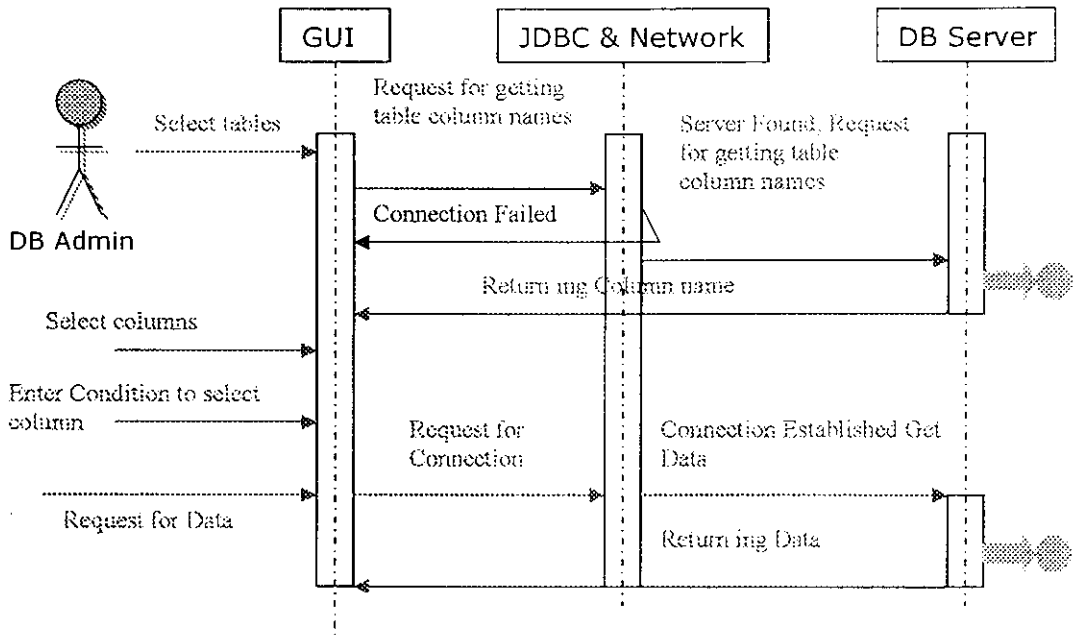 GUI
JDBC & Network
DB Server
Request for getting
table column names
Select tables
Server Found, Request
for getting table
column names
Connection Failed
DB Admin
Return ing Column name
Select columns
Enter Condition to select
column
Request for
Connection
Connection Established Get
Data
Request for Data
Return ing Data